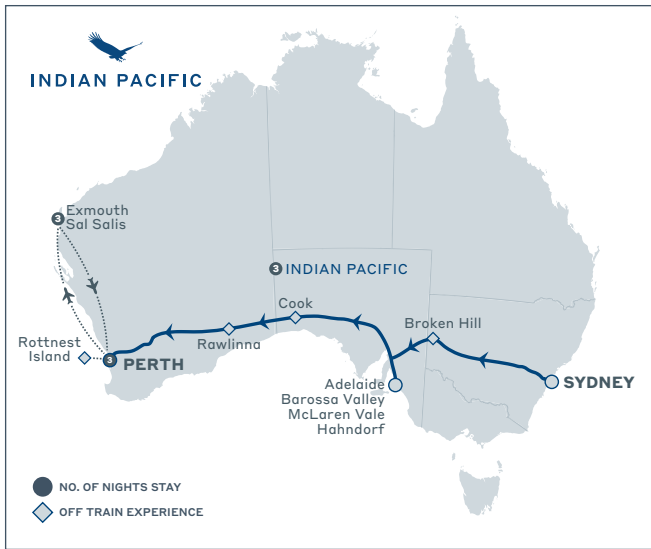 INDIAN PACIFIC
3 Exmouth
Sal Salis
3 INDIAN PACIFIC
Cook
Broken Hill
Rottnest
Island
3 PERTH
Rawlinna
SYDNEY
Adelaide
Barossa Valley
McLaren Vale
Hahndorf
NO. OF NIGHTS STAY
OFF TRAIN EXPERIENCE